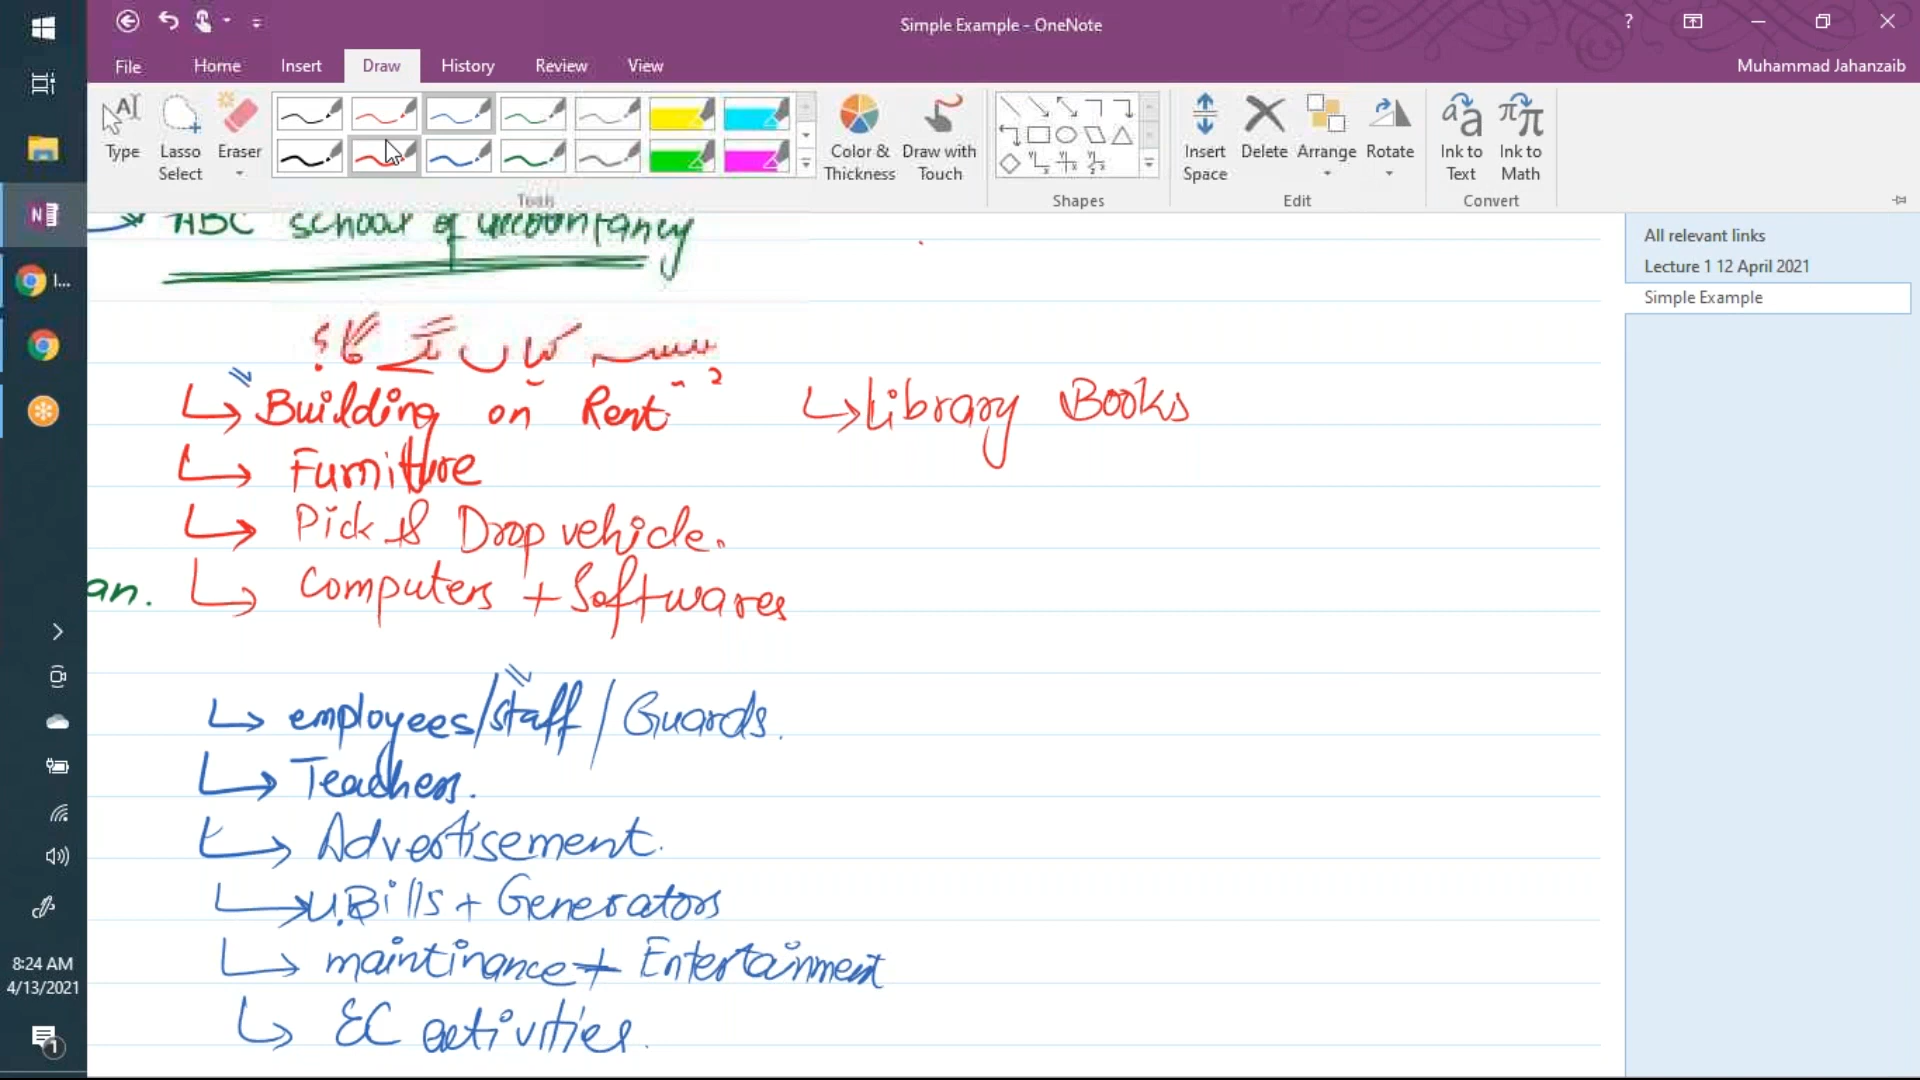 Simple Example - OneNote
?
File Home Insert Draw History Review View
Muhammad Jahanzaib
Type
Lasso Select
Eraser
Color & Thickness
Draw with Touch
Insert Space
Delete
Arrange
Rotate
Ink to Text
Ink to Math
Tools
Shapes
Edit
Convert
All relevant links
Lecture 1 12 April 2021
Simple Example
ABC school of accountancy
Building on Rent
Library Books
Furniture
Pick & Drop vehicle.
an.
Computers + Softwares
employees/staff/Guards.
Teachers.
Advertisement.
U.Bills + Generators
maintinance + Entertainment
EC activities.
8:24 AM
4/13/2021
1